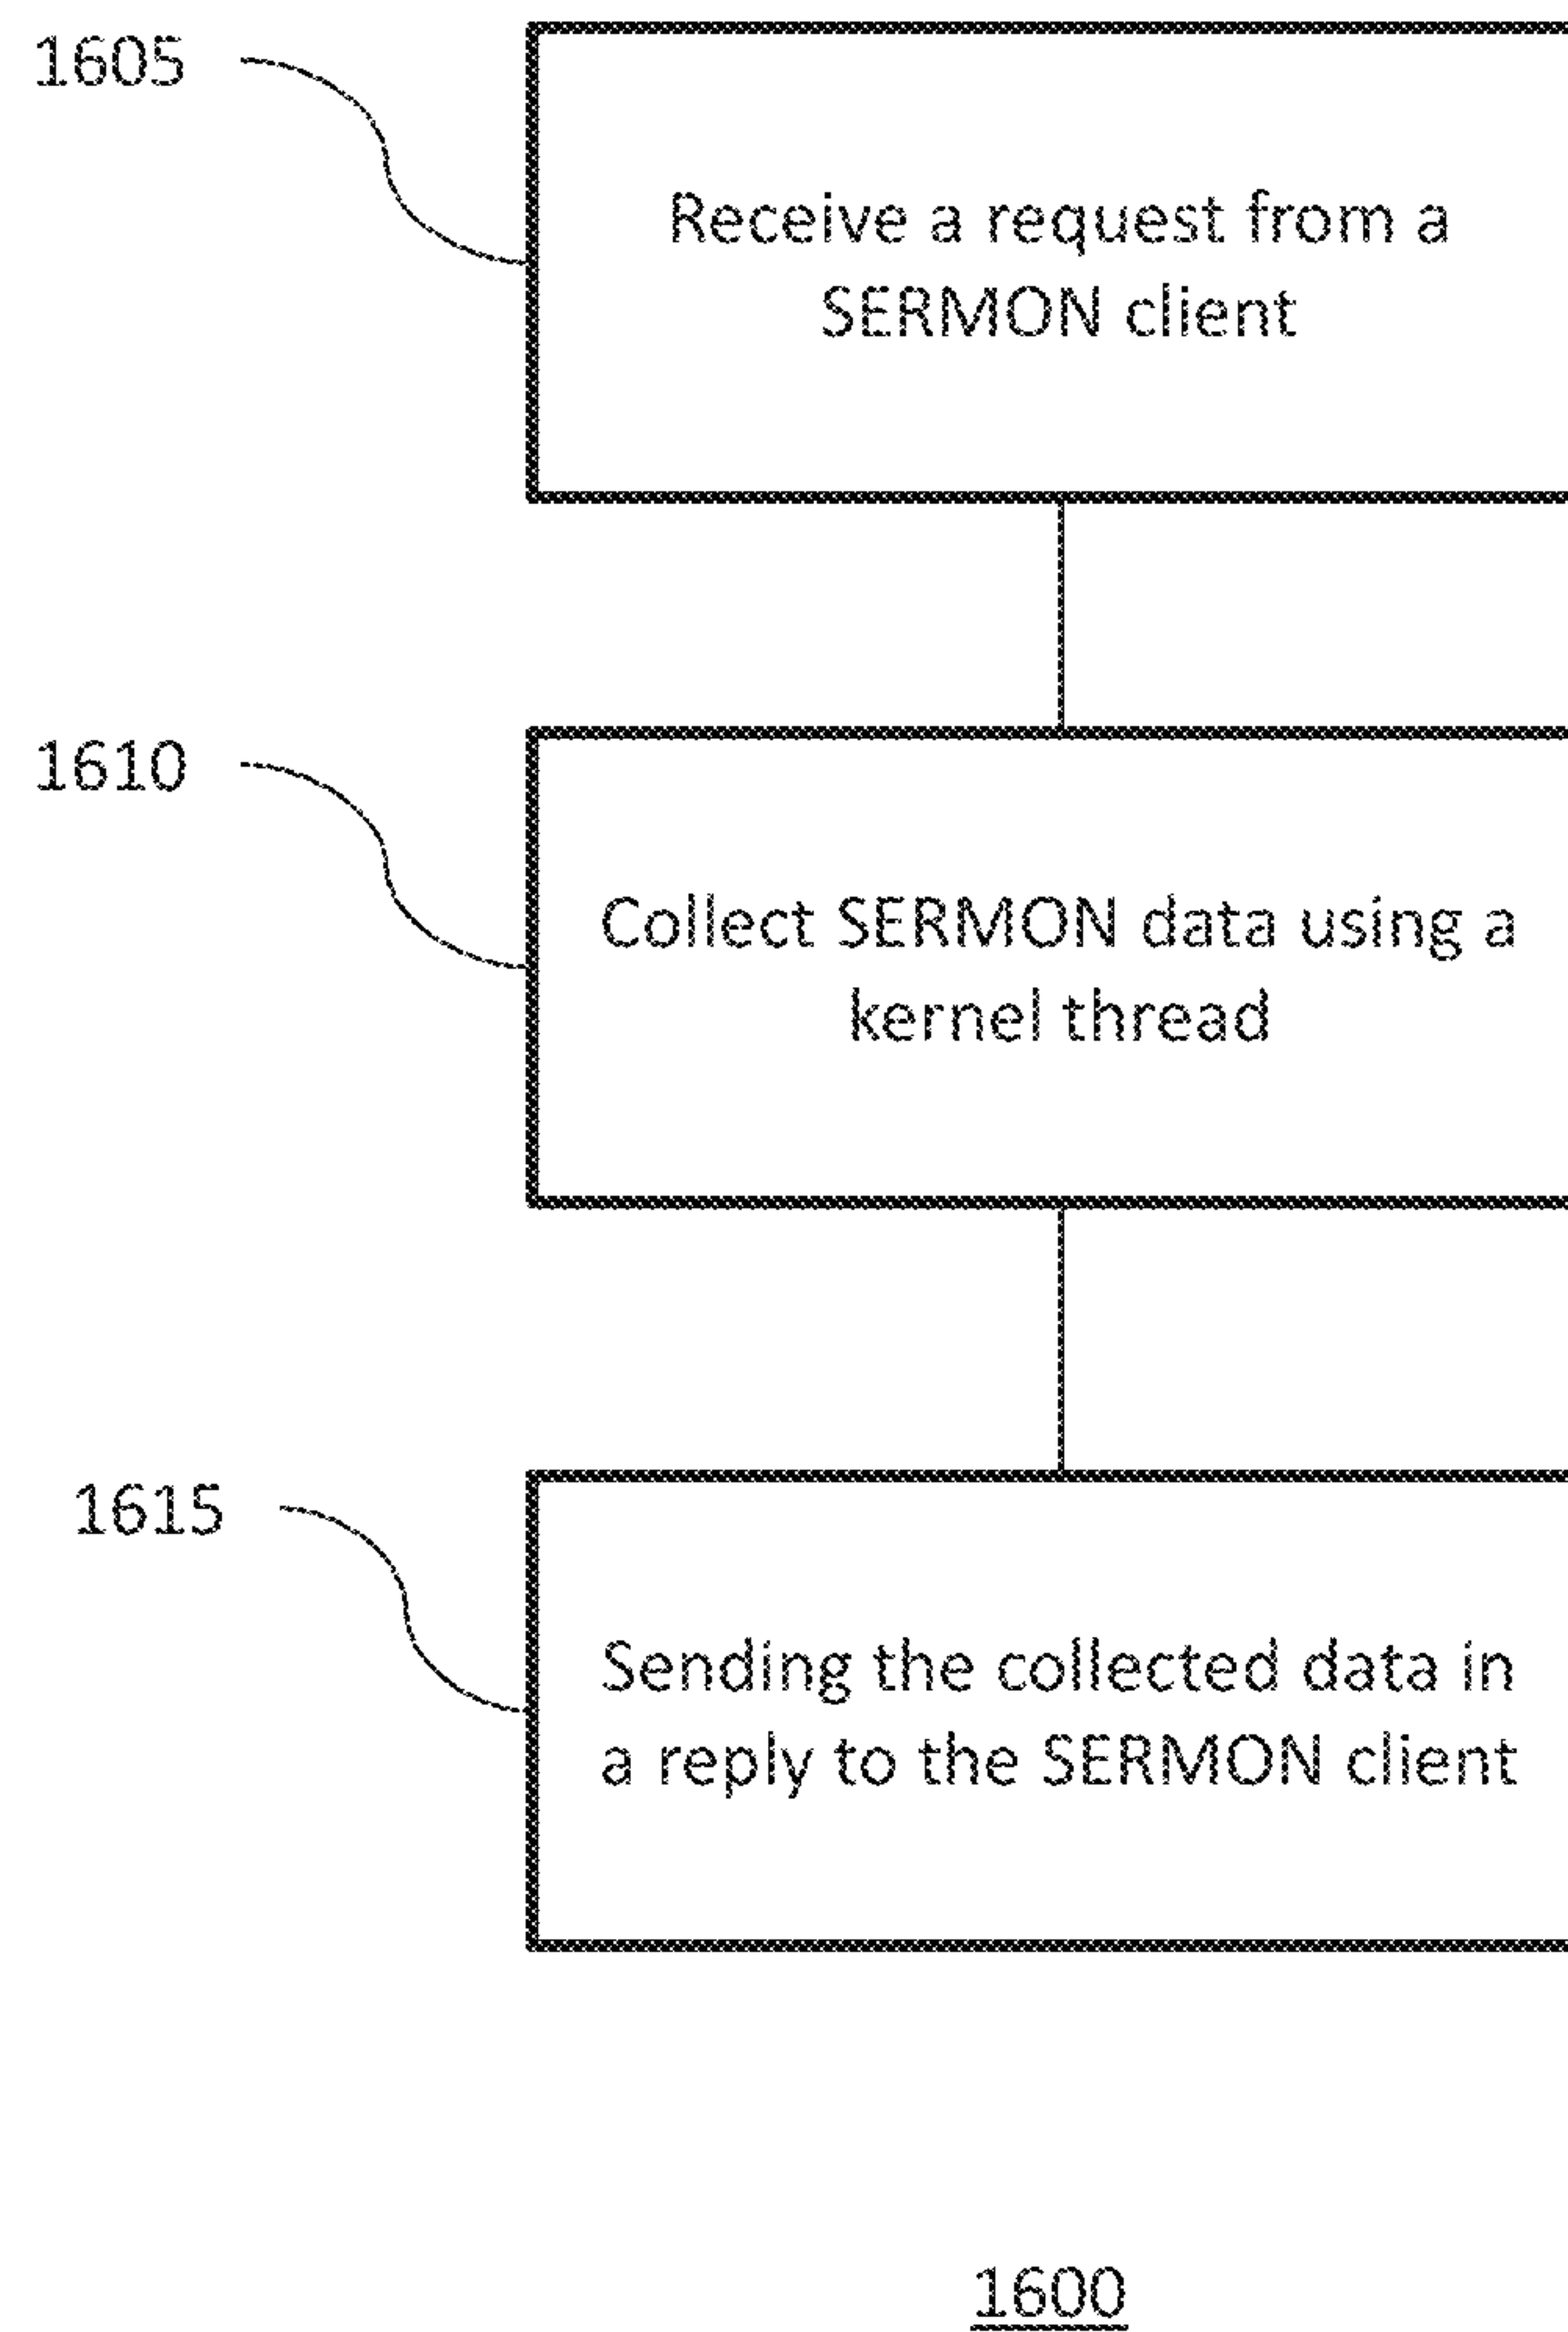 1605
Receive a request from a
SERMON client
1610
Collect SERMON data using a
kernel thread
1615
Sending the collected data in
a reply to the SERMON client
1600